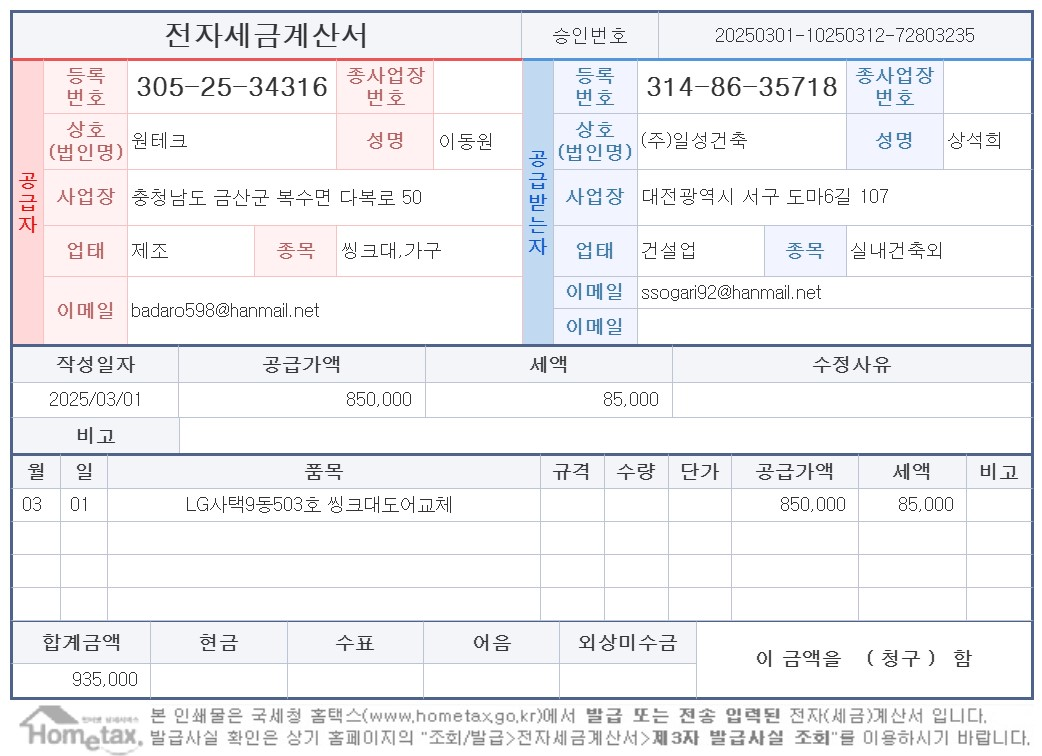 전자세금계산서 승인번호 20250301-10250312-72803235
공급자
등록번호 305-25-34316 종사업장번호
상호(법인명) 원테크 성명 이동원
사업장 충청남도 금산군 복수면 다복로 50
업태 제조 종목 씽크대,가구
이메일 badaro598@hanmail.net
공급받는자
등록번호 314-86-35718 종사업장번호
상호(법인명) (주)일성건축 성명 상석희
사업장 대전광역시 서구 도마6길 107
업태 건설업 종목 실내건축외
이메일 ssogari92@hanmail.net
이메일
작성일자 공급가액 세액 수정사유
2025/03/01 850,000 85,000
비고
월 일 품목 규격 수량 단가 공급가액 세액 비고
03 01 LG사택9동503호 씽크대도어교체 850,000 85,000
합계금액 현금 수표 어음 외상미수금 이 금액을 (청구) 함
935,000
Hometax. 본 인쇄물은 국세청 홈택스(www.hometax.go.kr)에서 발급 또는 전송 입력된 전자(세금)계산서 입니다.
발급사실 확인은 상기 홈페이지의 "조회/발급>전자세금계산서>제3자 발급사실 조회"를 이용하시기 바랍니다.